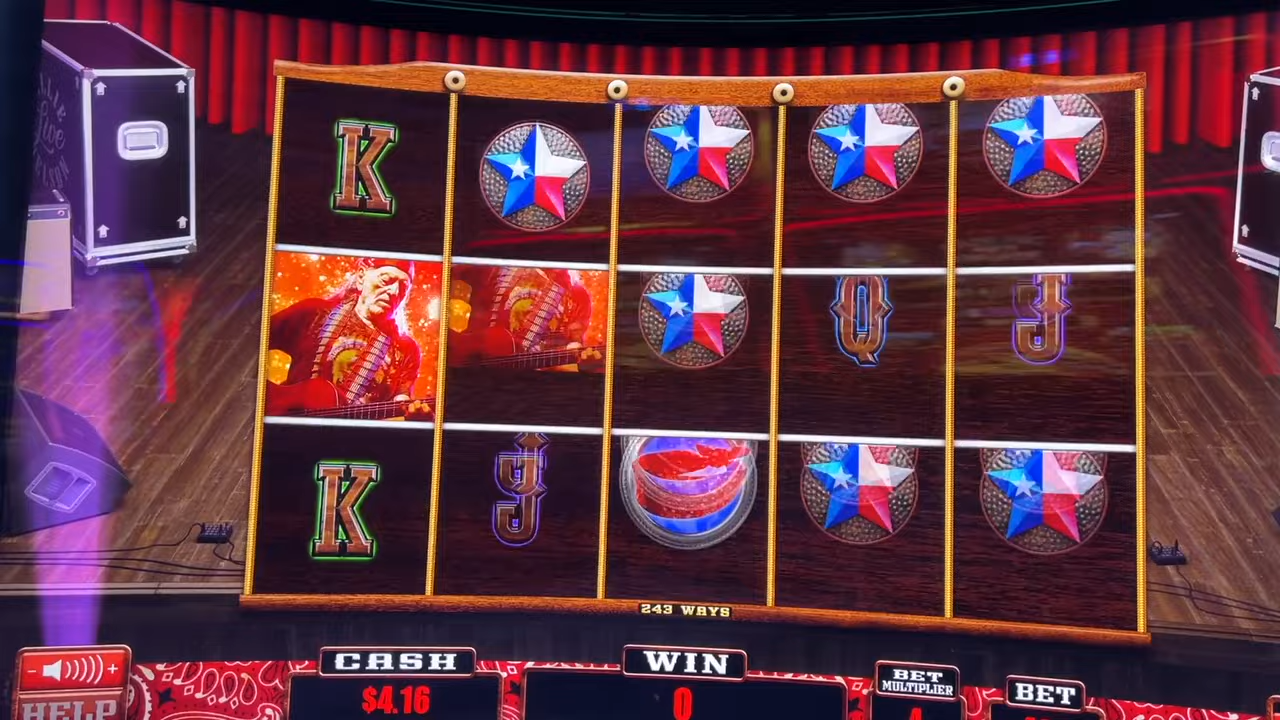 K
J
Q
K
J
243 WAYS
CASH
WIN
BET
MULTIPLIER
BET
$4.16
0
HELP